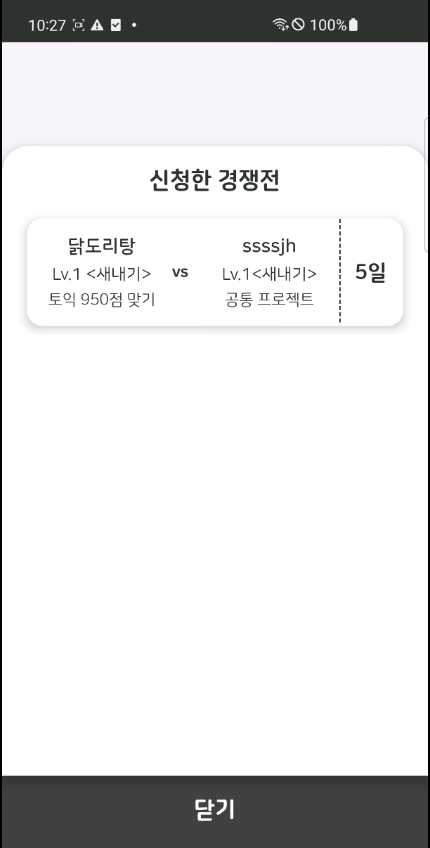 10:27 100%
신청한 경쟁전
닭도리탕
Lv.1 <새내기>
토익 950점 맞기
vs
ssssjh
Lv.1<새내기>
공통 프로젝트
5일
닫기